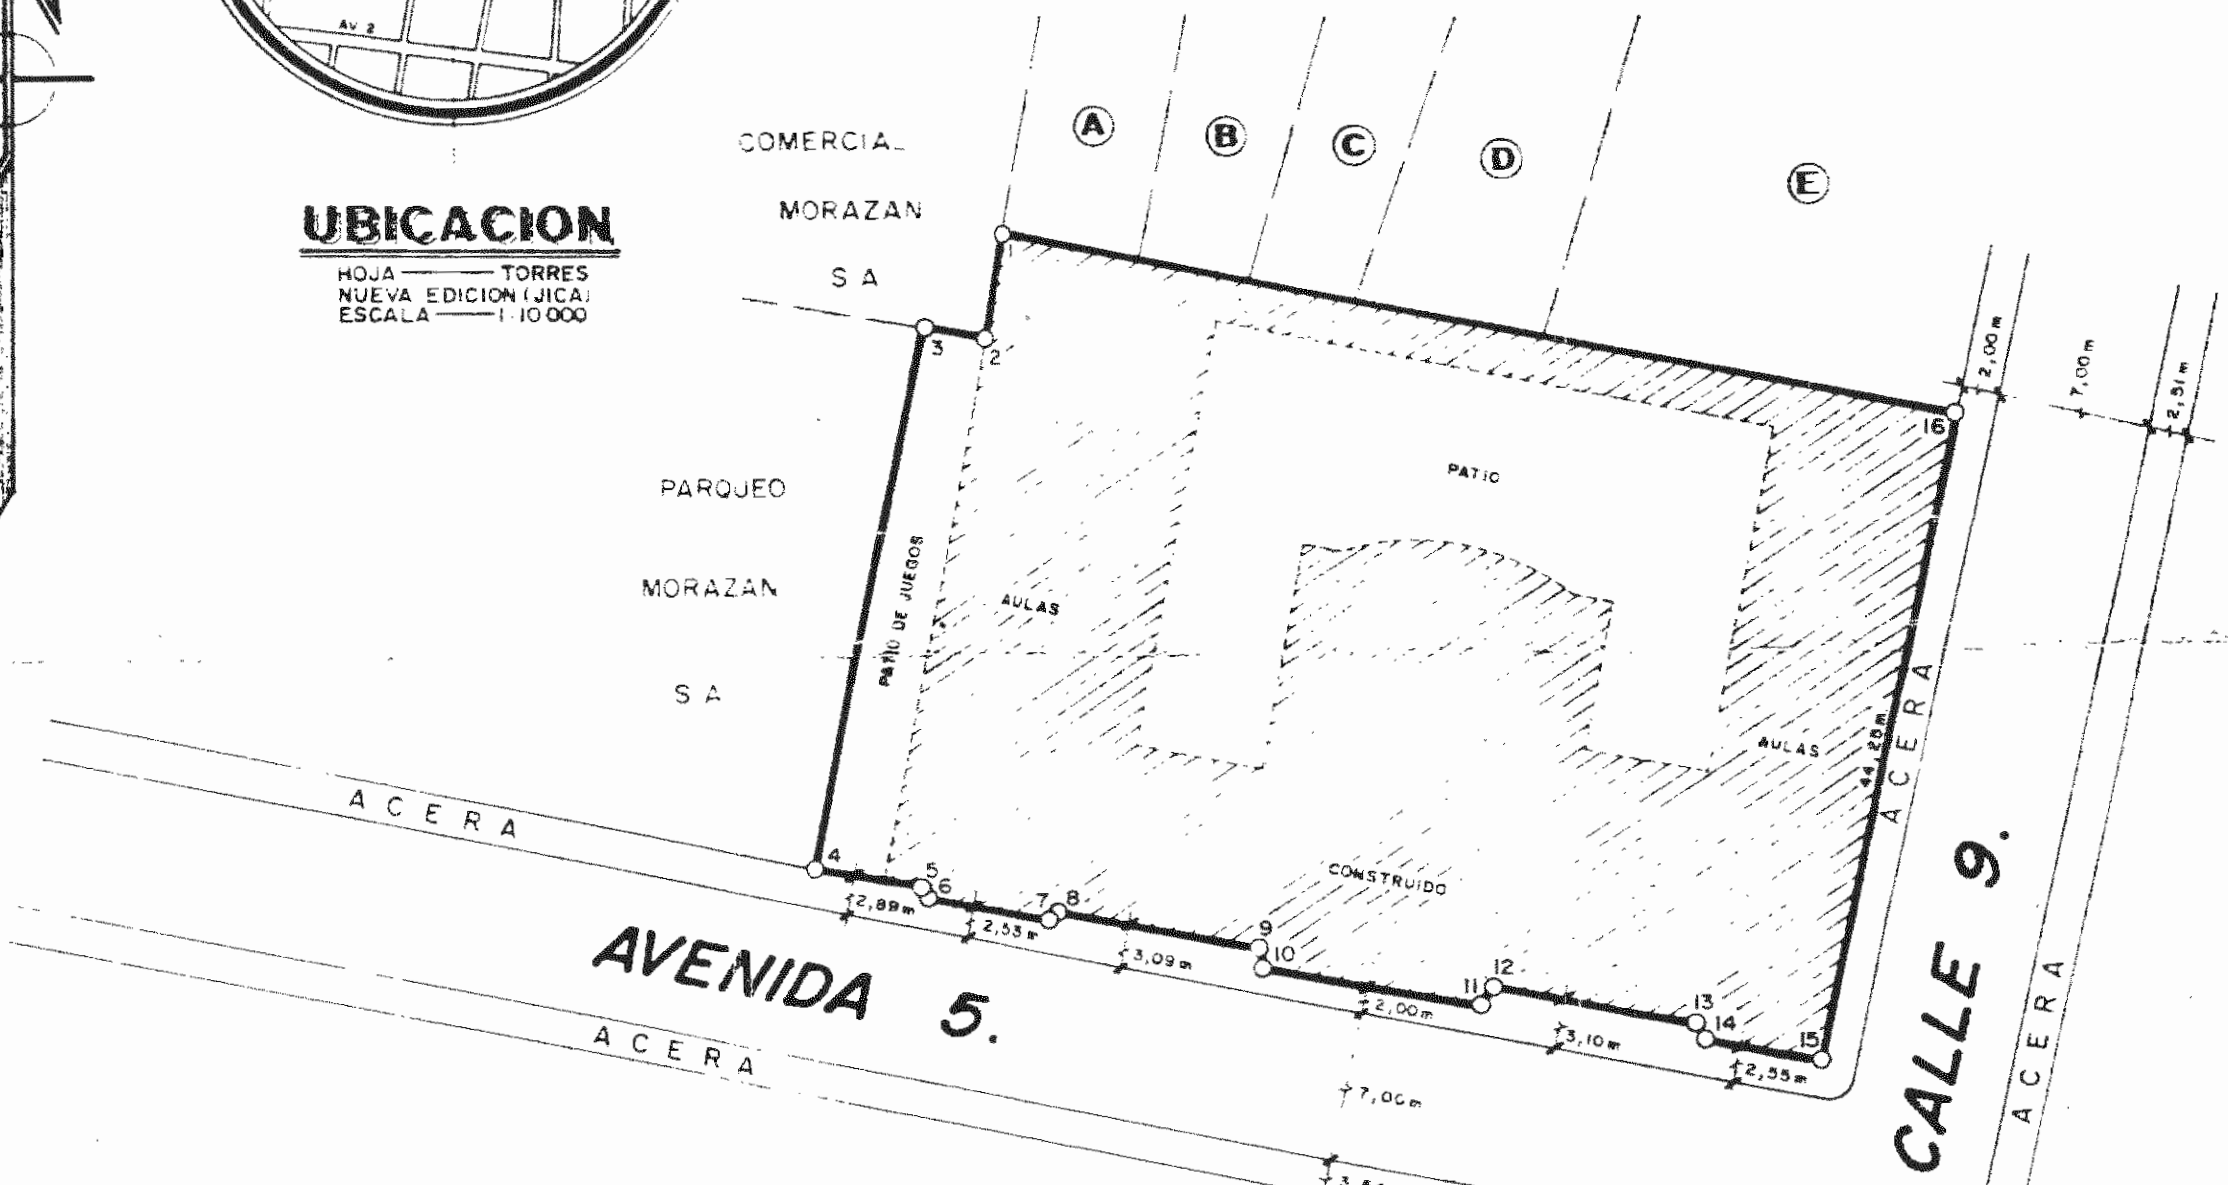 AV 2
UBICACION
HOJA TORRES
NUEVA EDICION (JICA)
ESCALA 1:10 000
COMERCIAL
MORAZAN
S A
A
B
C
D
E
1
2
3
16
2,00 m
7,00 m
2,51 m
PARQUEO
MORAZAN
S A
PATIO DE JUEGOS
AULAS
PATIO
AULAS
44,28 m
ACERA
CONSTRUIDO
ACERA
4
5
6
7
8
9
10
11
12
13
14
15
2,89 m
2,53 m
3,09 m
2,00 m
3,10 m
2,55 m
AVENIDA 5.
ACERA
7,00 m
CALLE 9.
ACERA